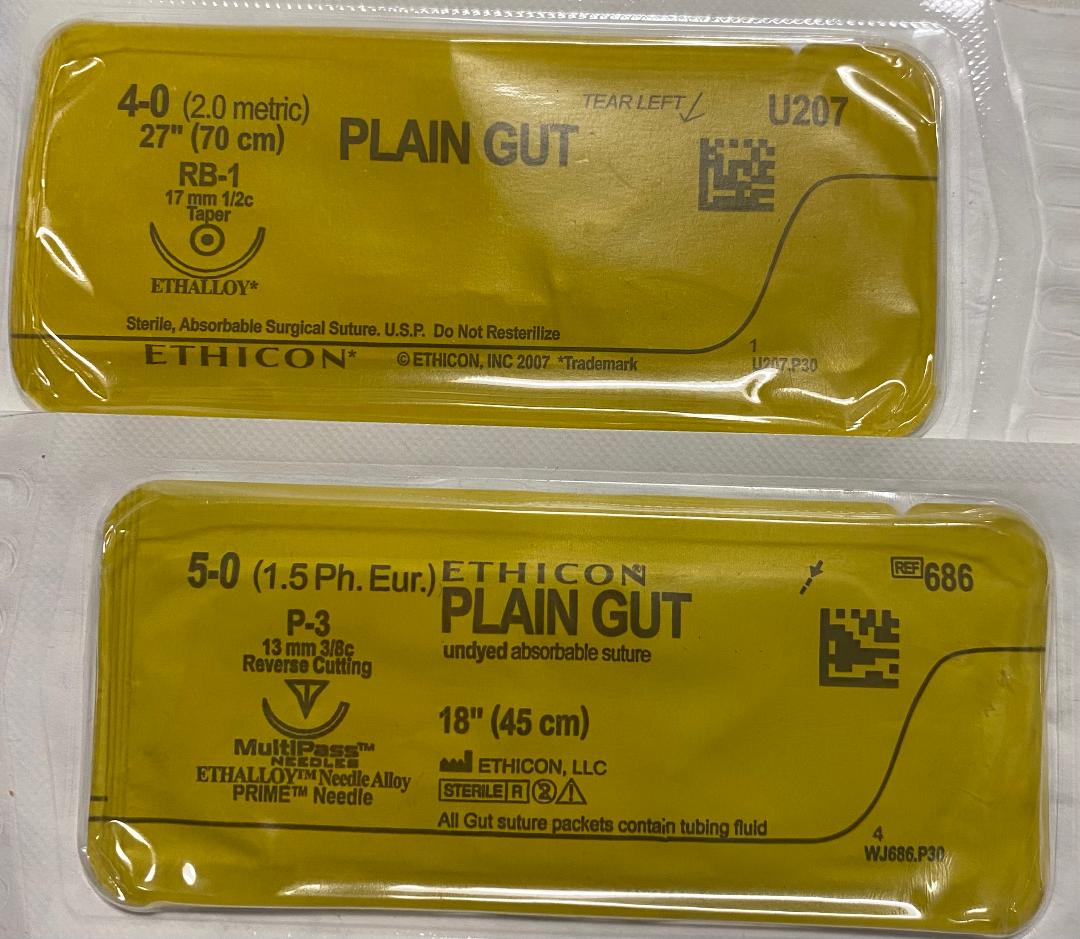 4-0 (2.0 metric)
27" (70 cm)
RB-1
17 mm 1/2c
Taper
ETHALLOY*
PLAIN GUT
TEAR LEFT
U207
Sterile, Absorbable Surgical Suture. U.S.P. Do Not Resterilize
ETHICON* © ETHICON, INC 2007 *Trademark
1
U207.P30
5-0 (1.5 Ph. Eur.)
P-3
13 mm 3/8c
Reverse Cutting
MultiPass™
NEEDLES
ETHALLOY™ Needle Alloy
PRIME™ Needle
ETHICON
PLAIN GUT
undyed absorbable suture
18" (45 cm)
ETHICON, LLC
STERILE R 2
All Gut suture packets contain tubing fluid
REF 686
4
WJ686.P30